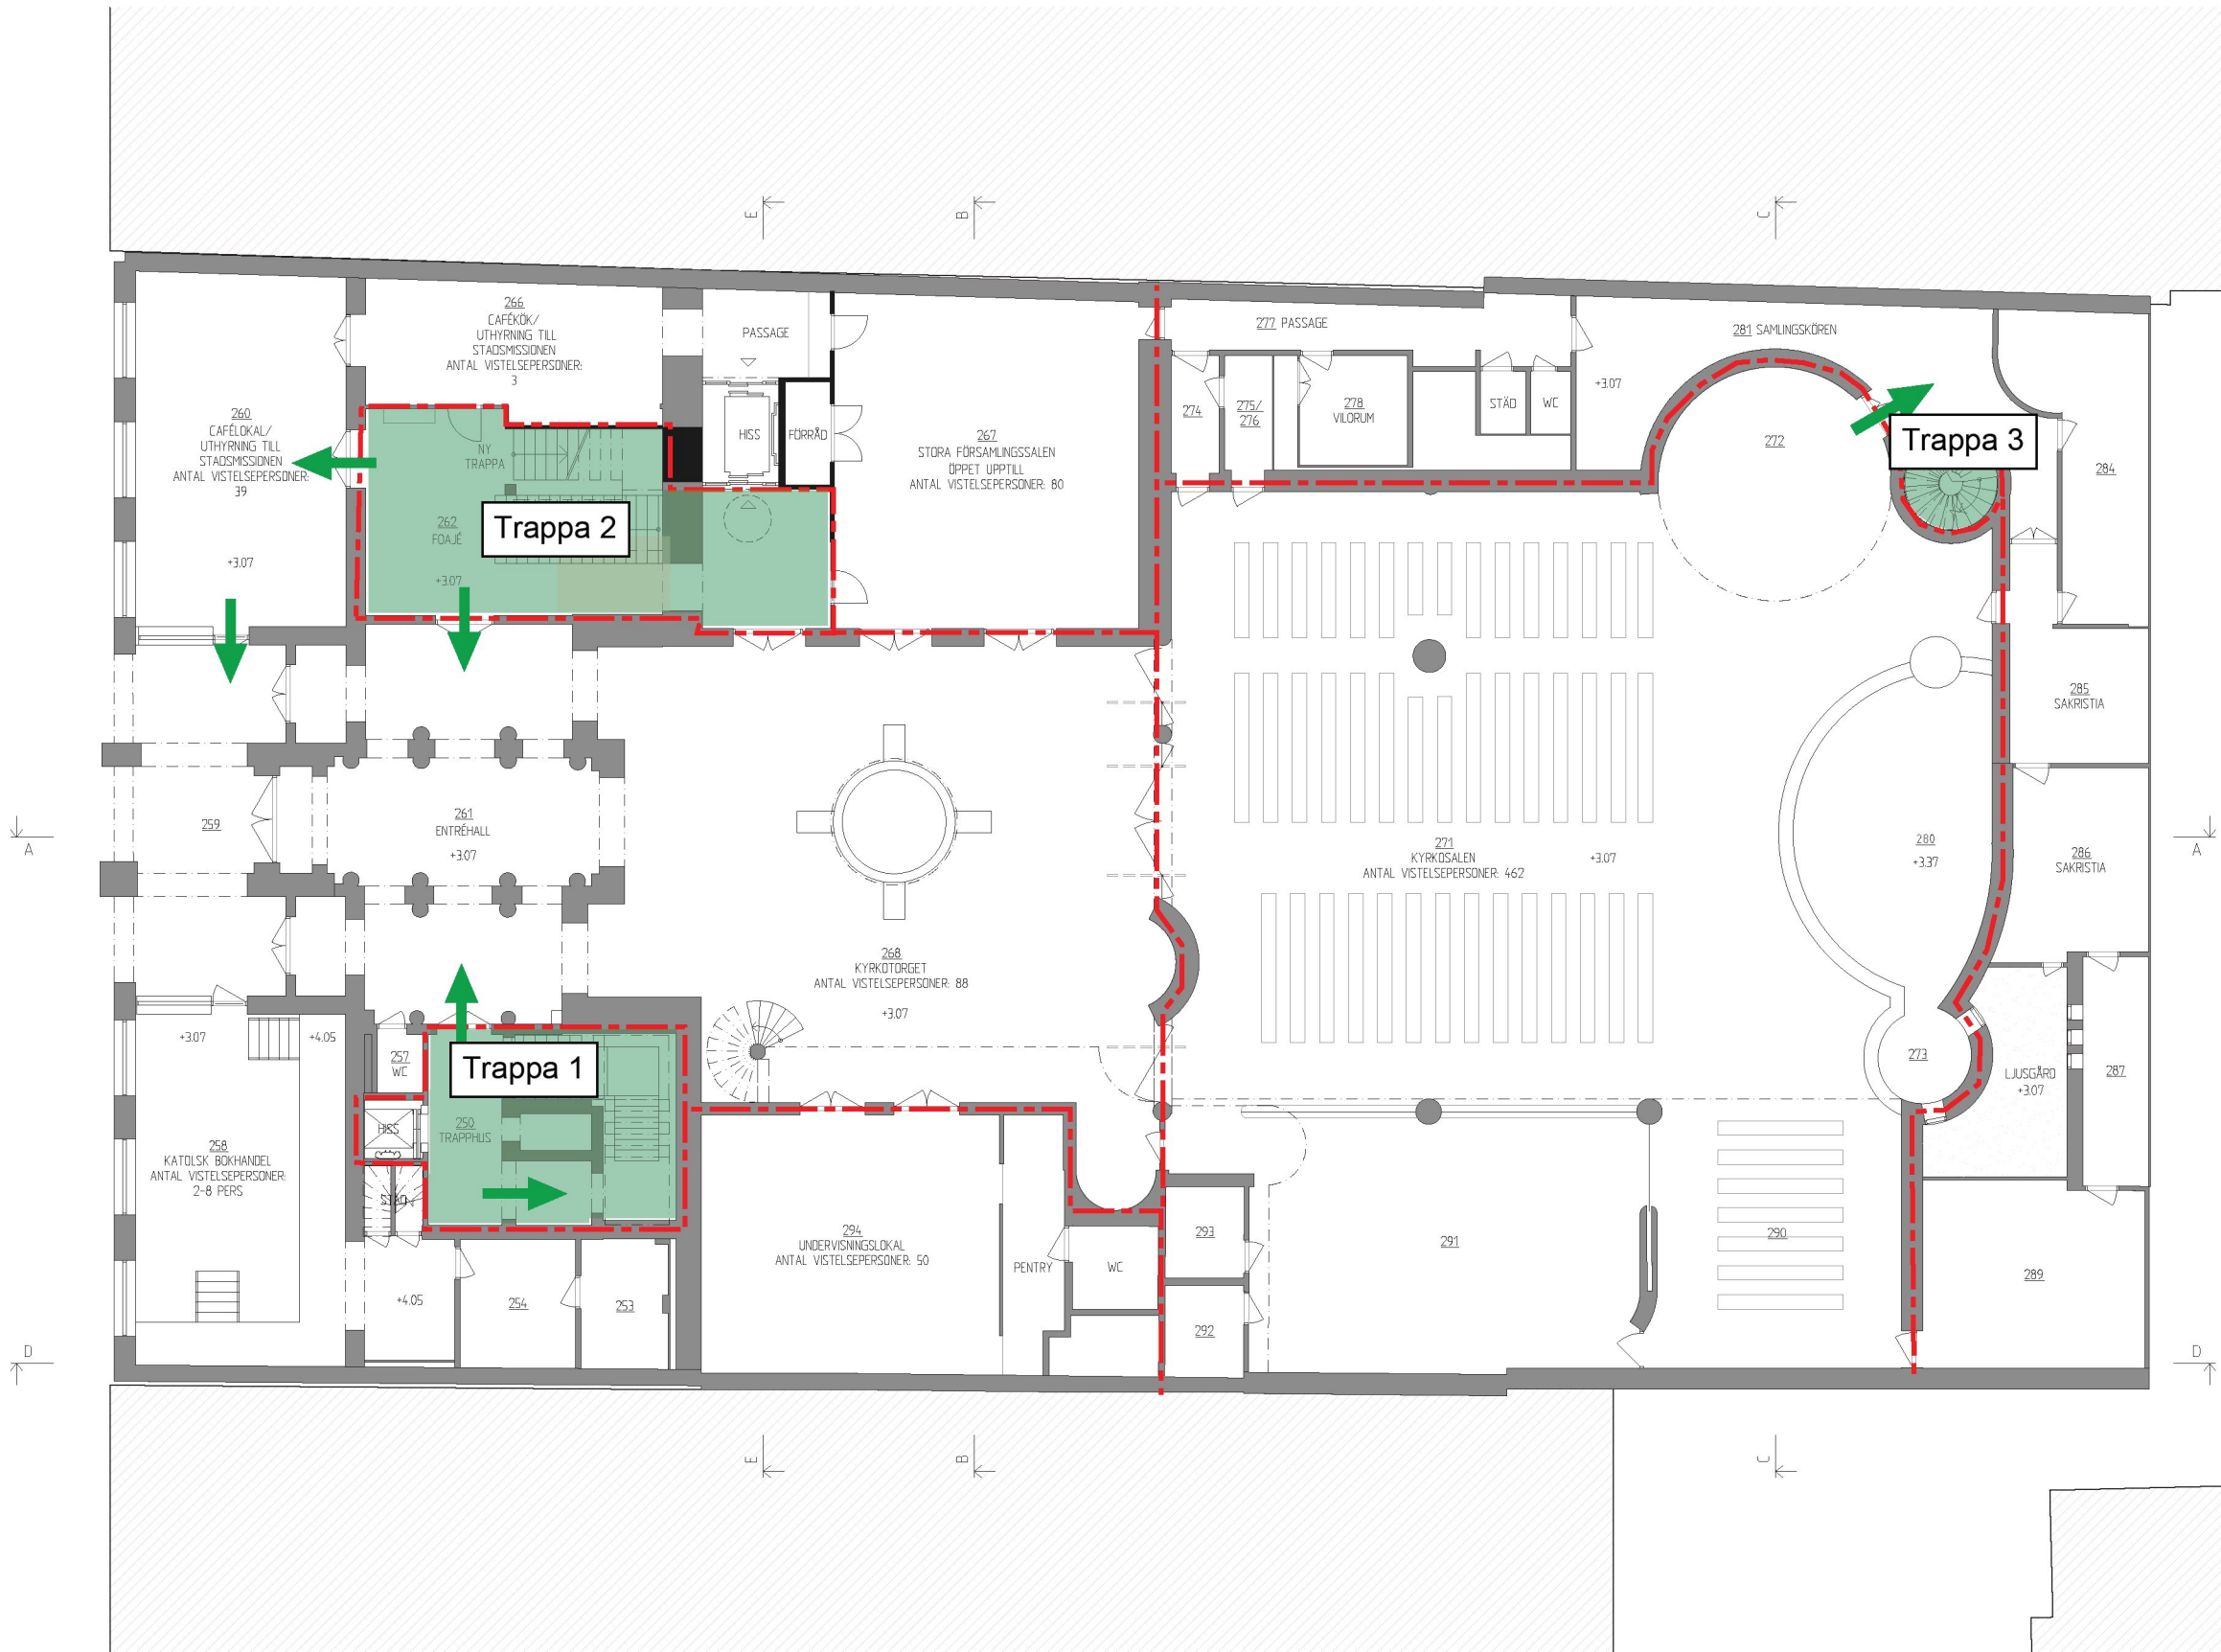 E
B
C
266
CAFÉKÖK/
UTHYRNING TILL
STADSMISSIONEN
ANTAL VISTELSEPERSONER:
3
PASSAGE
277 PASSAGE
281 SAMLINGSKÖREN
+3.07
260
CAFÉLOKAL/
UTHYRNING TILL
STADSMISSIONEN
ANTAL VISTELSEPERSONER:
39
+3.07
NY
TRAPPA
HISS
FÖRRÅD
267
STORA FÖRSAMLINGSSALEN
ÖPPET UPPTILL
ANTAL VISTELSEPERSONER: 80
274
275/
276
278
VILORUM
STÄD
WC
272
Trappa 3
284
262
FOAJÉ
Trappa 2
+3.07
285
SAKRISTIA
259
261
ENTRÉHALL
+3.07
271
KYRKOSALEN
ANTAL VISTELSEPERSONER: 462
+3.07
280
+3.37
286
SAKRISTIA
A
A
268
KYRKOTORGET
ANTAL VISTELSEPERSONER: 88
+3.07
+3.07
+4.05
257
WC
Trappa 1
273
LJUSGÅRD
+3.07
287
HISS
250
TRAPPHUS
258
KATOLSK BOKHANDEL
ANTAL VISTELSEPERSONER:
2-8 PERS
STÄD
294
UNDERVISNINGSLOKAL
ANTAL VISTELSEPERSONER: 50
PENTRY
WC
293
291
290
289
+4.05
254
253
292
D
D
E
B
C